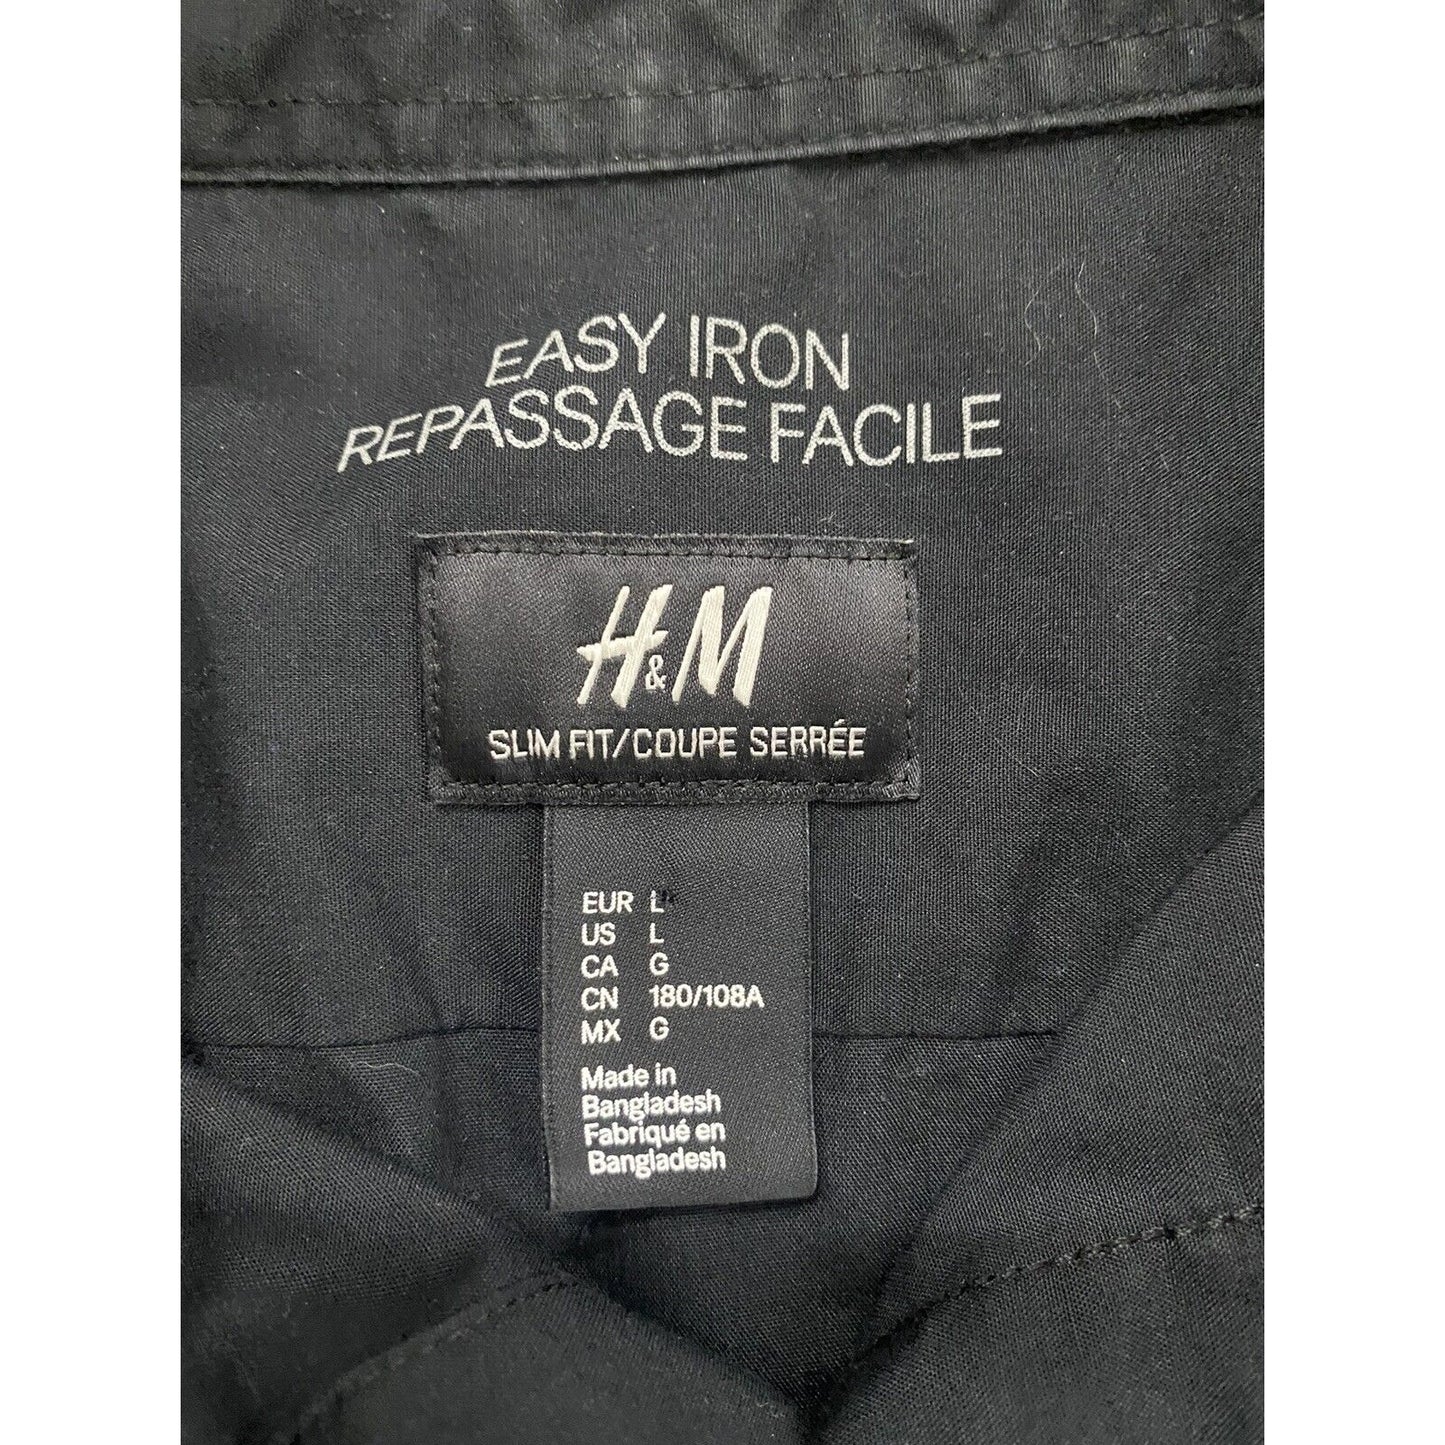 EASY IRON
REPASSAGE FACILE
H&M
SLIM FIT/COUPE SERRÉE
EUR L
US L
CA G
CN 180/108A
MX G
Made in
Bangladesh
Fabriqué en
Bangladesh